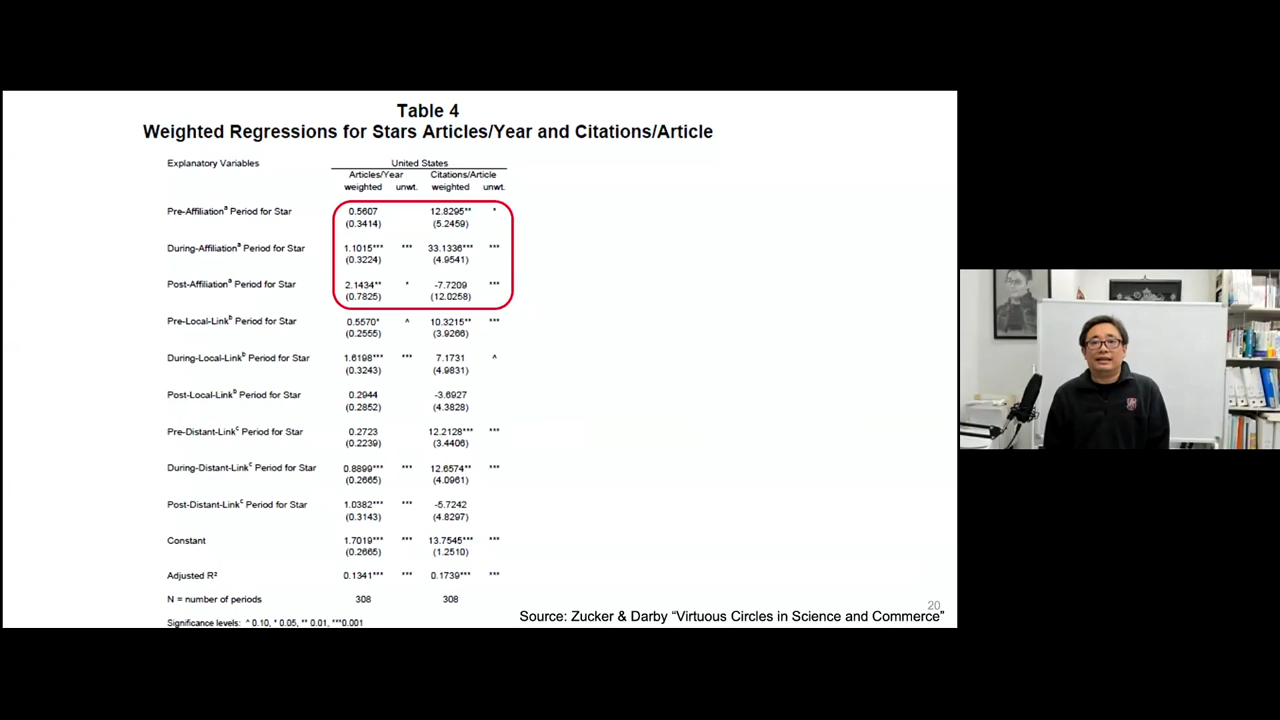 Table 4
Weighted Regressions for Stars Articles/Year and Citations/Article
Explanatory Variables United States
Articles/Year Citations/Article
weighted unwt. weighted unwt.
Pre-Affiliationª Period for Star 0.5607 12.8295** *
(0.3414) (5.2459)
During-Affiliationª Period for Star 1.1015*** *** 33.1336*** ***
(0.3224) (4.9541)
Post-Affiliationª Period for Star 2.1434** * -7.7209 ***
(0.7825) (12.0258)
Pre-Local-Linkᵇ Period for Star 0.5570* ^ 10.3215** ***
(0.2555) (3.9266)
During-Local-Linkᵇ Period for Star 1.6198*** *** 7.1731 ^
(0.3243) (4.9831)
Post-Local-Linkᵇ Period for Star 0.2944 -3.6927
(0.2852) (4.3828)
Pre-Distant-Linkᶜ Period for Star 0.2723 12.2128*** ***
(0.2239) (3.4406)
During-Distant-Linkᶜ Period for Star 0.8899*** *** 12.6574** ***
(0.2665) (4.0961)
Post-Distant-Linkᶜ Period for Star 1.0382*** *** -5.7242
(0.3143) (4.8297)
Constant 1.7019*** *** 13.7545*** ***
(0.2665) (1.2510)
Adjusted R² 0.1341*** *** 0.1739*** ***
N = number of periods 308 308
Significance levels: ^ 0.10, * 0.05, ** 0.01, ***0.001
20
Source: Zucker & Darby “Virtuous Circles in Science and Commerce”